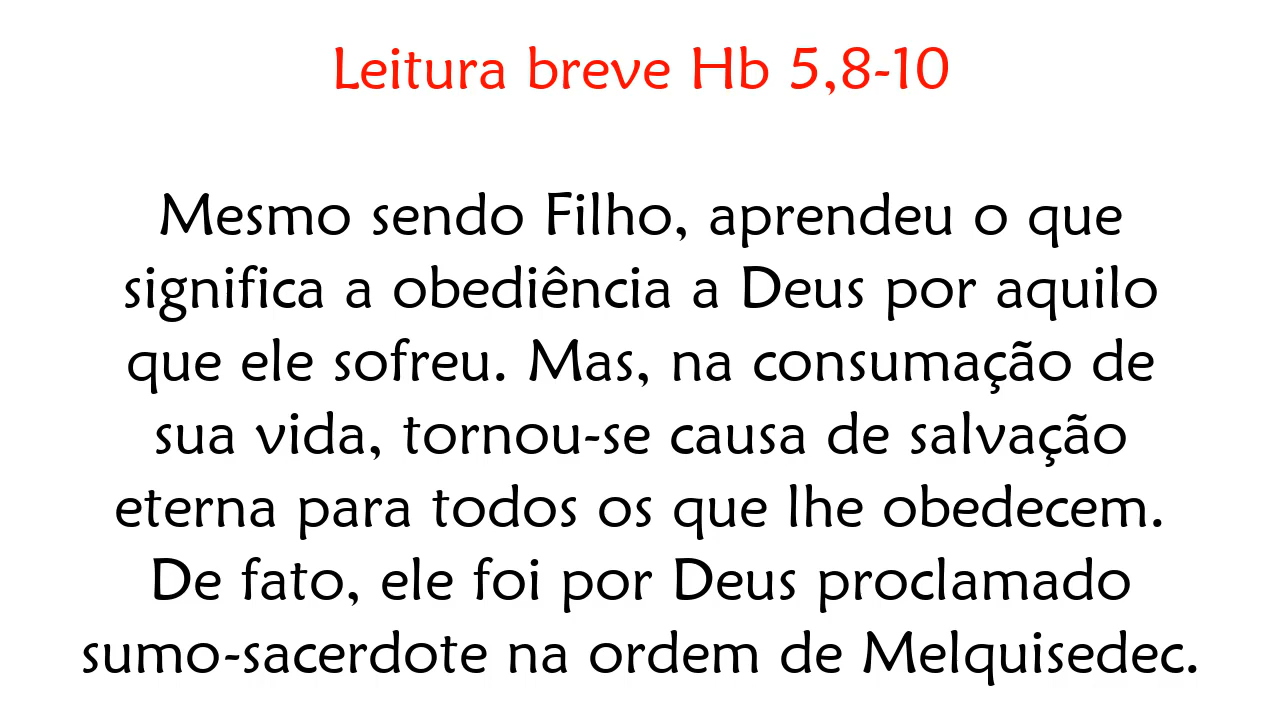 Leitura breve Hb 5,8-10
Mesmo sendo Filho, aprendeu o que
significa a obediência a Deus por aquilo
que ele sofreu. Mas, na consumação de
sua vida, tornou-se causa de salvação
eterna para todos os que lhe obedecem.
De fato, ele foi por Deus proclamado
sumo-sacerdote na ordem de Melquisedec.